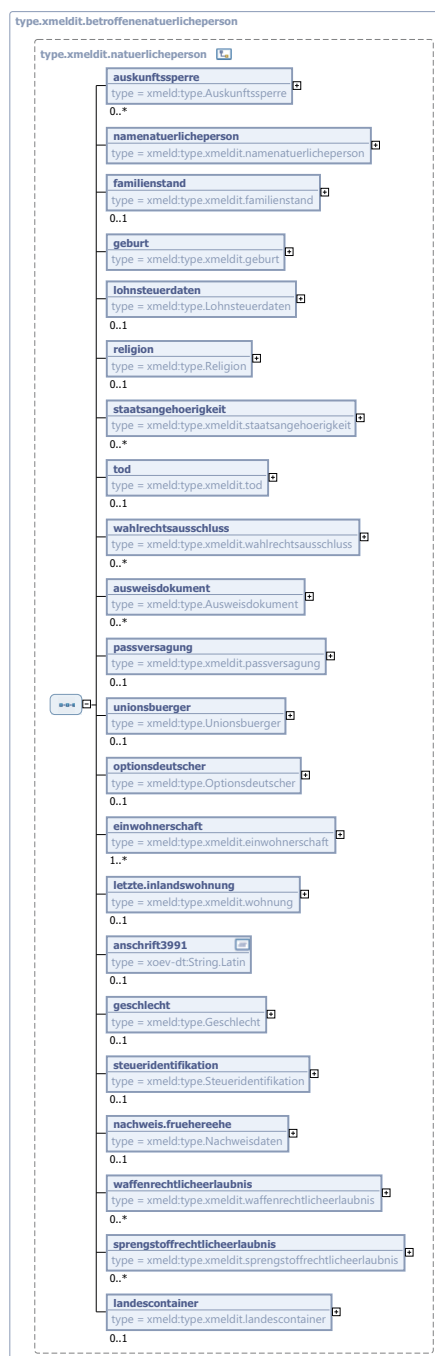 type.xmeldit.betroffenenatuerlicheperson
type.xmeldit.natuerlicheperson
auskunftssperre
type = xmeld:type.Auskunftssperre
0..*
namenatuerlicheperson
type = xmeld:type.xmeldit.namenatuerlicheperson
familienstand
type = xmeld:type.xmeldit.familienstand
0..1
geburt
type = xmeld:type.xmeldit.geburt
lohnsteuerdaten
type = xmeld:type.Lohnsteuerdaten
0..1
religion
type = xmeld:type.Religion
0..1
staatsangehoerigkeit
type = xmeld:type.xmeldit.staatsangehoerigkeit
0..*
tod
type = xmeld:type.xmeldit.tod
0..1
wahlrechtsausschluss
type = xmeld:type.xmeldit.wahlrechtsausschluss
0..*
ausweisdokument
type = xmeld:type.Ausweisdokument
0..*
passversagung
type = xmeld:type.xmeldit.passversagung
0..1
unionsbuerger
type = xmeld:type.Unionsbuerger
0..1
optionsdeutscher
type = xmeld:type.Optionsdeutscher
0..1
einwohnerschaft
type = xmeld:type.xmeldit.einwohnerschaft
1..*
letzte.inlandswohnung
type = xmeld:type.xmeldit.wohnung
0..1
anschrift3991
type = xoev-dt:String.Latin
0..1
geschlecht
type = xmeld:type.Geschlecht
0..1
steueridentifikation
type = xmeld:type.Steueridentifikation
0..1
nachweis.fruehereehe
type = xmeld:type.Nachweisdaten
0..1
waffenrechtlicheerlaubnis
type = xmeld:type.xmeldit.waffenrechtlicheerlaubnis
0..*
sprengstoffrechtlicheerlaubnis
type = xmeld:type.xmeldit.sprengstoffrechtlicheerlaubnis
0..*
landescontainer
type = xmeld:type.xmeldit.landescontainer
0..1